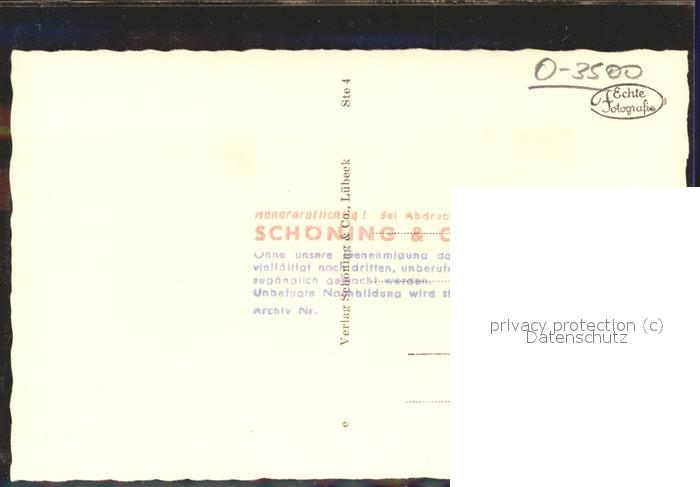 O-3500
Echte
Fotografie
Ste 4
Verlag Schöning & Co., Lübeck
e
Honorarpflichtig! Bei Abdruc
SCHÖNING & C
Ohne unsere Genehmigung da
vielfältigt noch dritten, unberufe
zugänglich gemacht werden.
Unbefugte Nachbildung wird st
Archiv Nr.
privacy protection (c)
Datenschutz